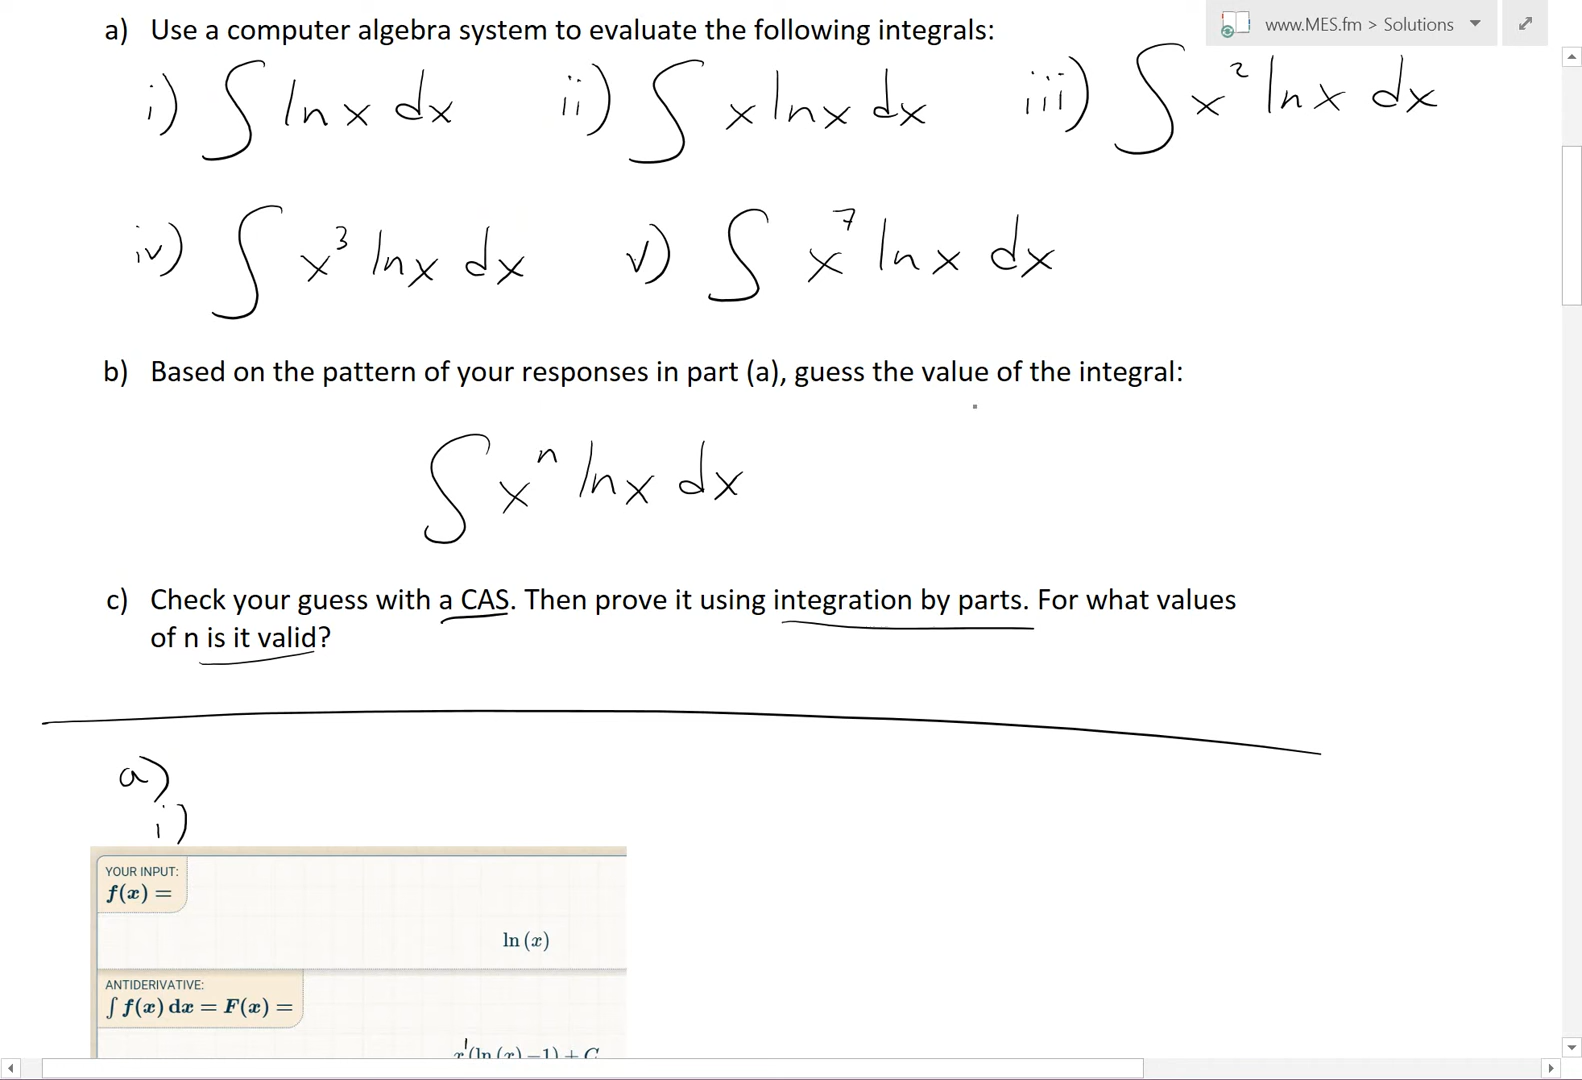 www.MES.fm > Solutions
a) Use a computer algebra system to evaluate the following integrals:
i) ∫ ln x dx ii) ∫ x ln x dx iii) ∫ x² ln x dx
iv) ∫ x³ ln x dx v) ∫ x⁷ ln x dx
b) Based on the pattern of your responses in part (a), guess the value of the integral:
∫ xⁿ ln x dx
c) Check your guess with a CAS. Then prove it using integration by parts. For what values
of n is it valid?
a)
i)
YOUR INPUT:
f(x) =
ln (x)
ANTIDERIVATIVE:
∫ f(x) dx = F(x) =
x¹(ln (x) −1) + C